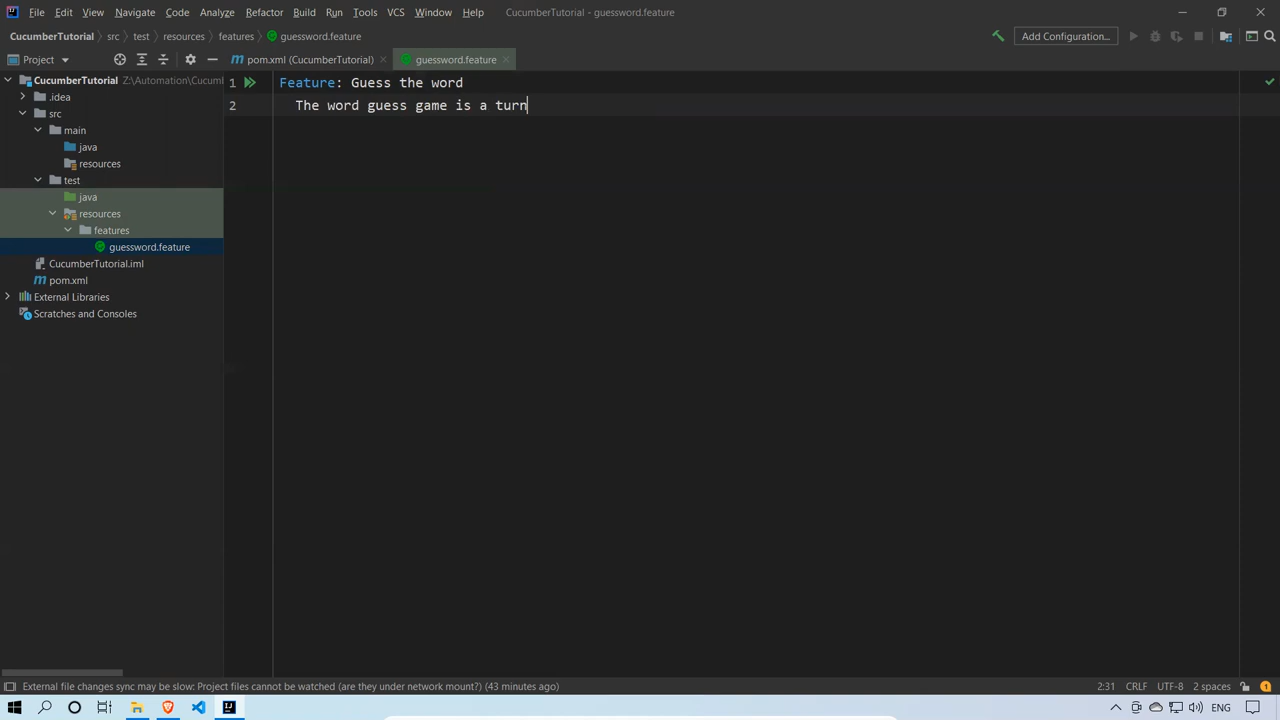 File Edit View Navigate Code Analyze Refactor Build Run Tools VCS Window Help CucumberTutorial - guessword.feature
CucumberTutorial src test resources features guessword.feature Add Configuration...
Project pom.xml (CucumberTutorial) guessword.feature
CucumberTutorial Z:\Automation\Cucum
.idea
src
main
java
resources
test
java
resources
features
guessword.feature
CucumberTutorial.iml
pom.xml
External Libraries
Scratches and Consoles
1 Feature: Guess the word
2 The word guess game is a turn
External file changes sync may be slow: Project files cannot be watched (are they under network mount?) (43 minutes ago) 2:31 CRLF UTF-8 2 spaces
ENG